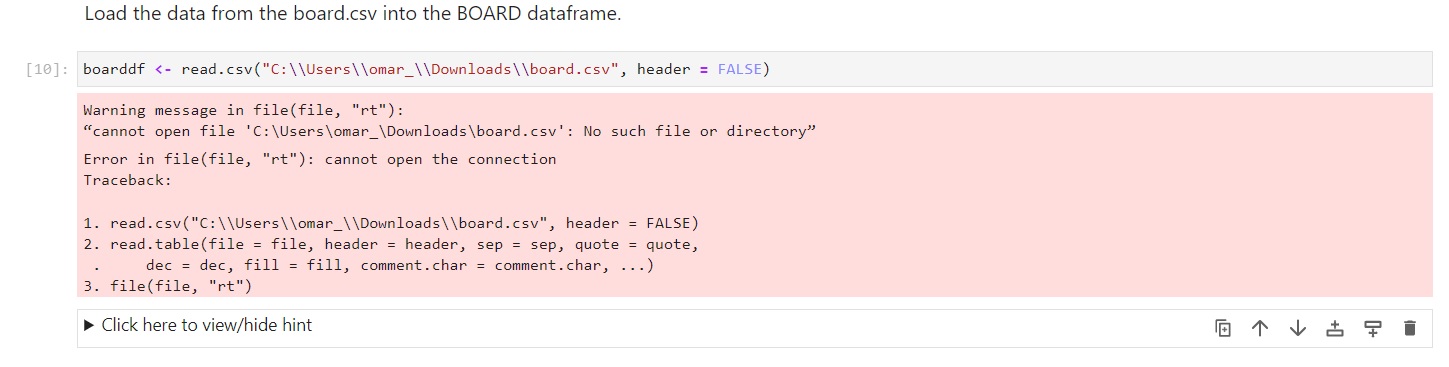 Load the data from the board.csv into the BOARD dataframe.
[10]: boarddf <- read.csv("C:\\Users\\omar_\\Downloads\\board.csv", header = FALSE)
Warning message in file(file, "rt"):
“cannot open file 'C:\Users\omar_\Downloads\board.csv': No such file or directory”
Error in file(file, "rt"): cannot open the connection
Traceback:
1. read.csv("C:\\Users\\omar_\\Downloads\\board.csv", header = FALSE)
2. read.table(file = file, header = header, sep = sep, quote = quote,
 .     dec = dec, fill = fill, comment.char = comment.char, ...)
3. file(file, "rt")
Click here to view/hide hint